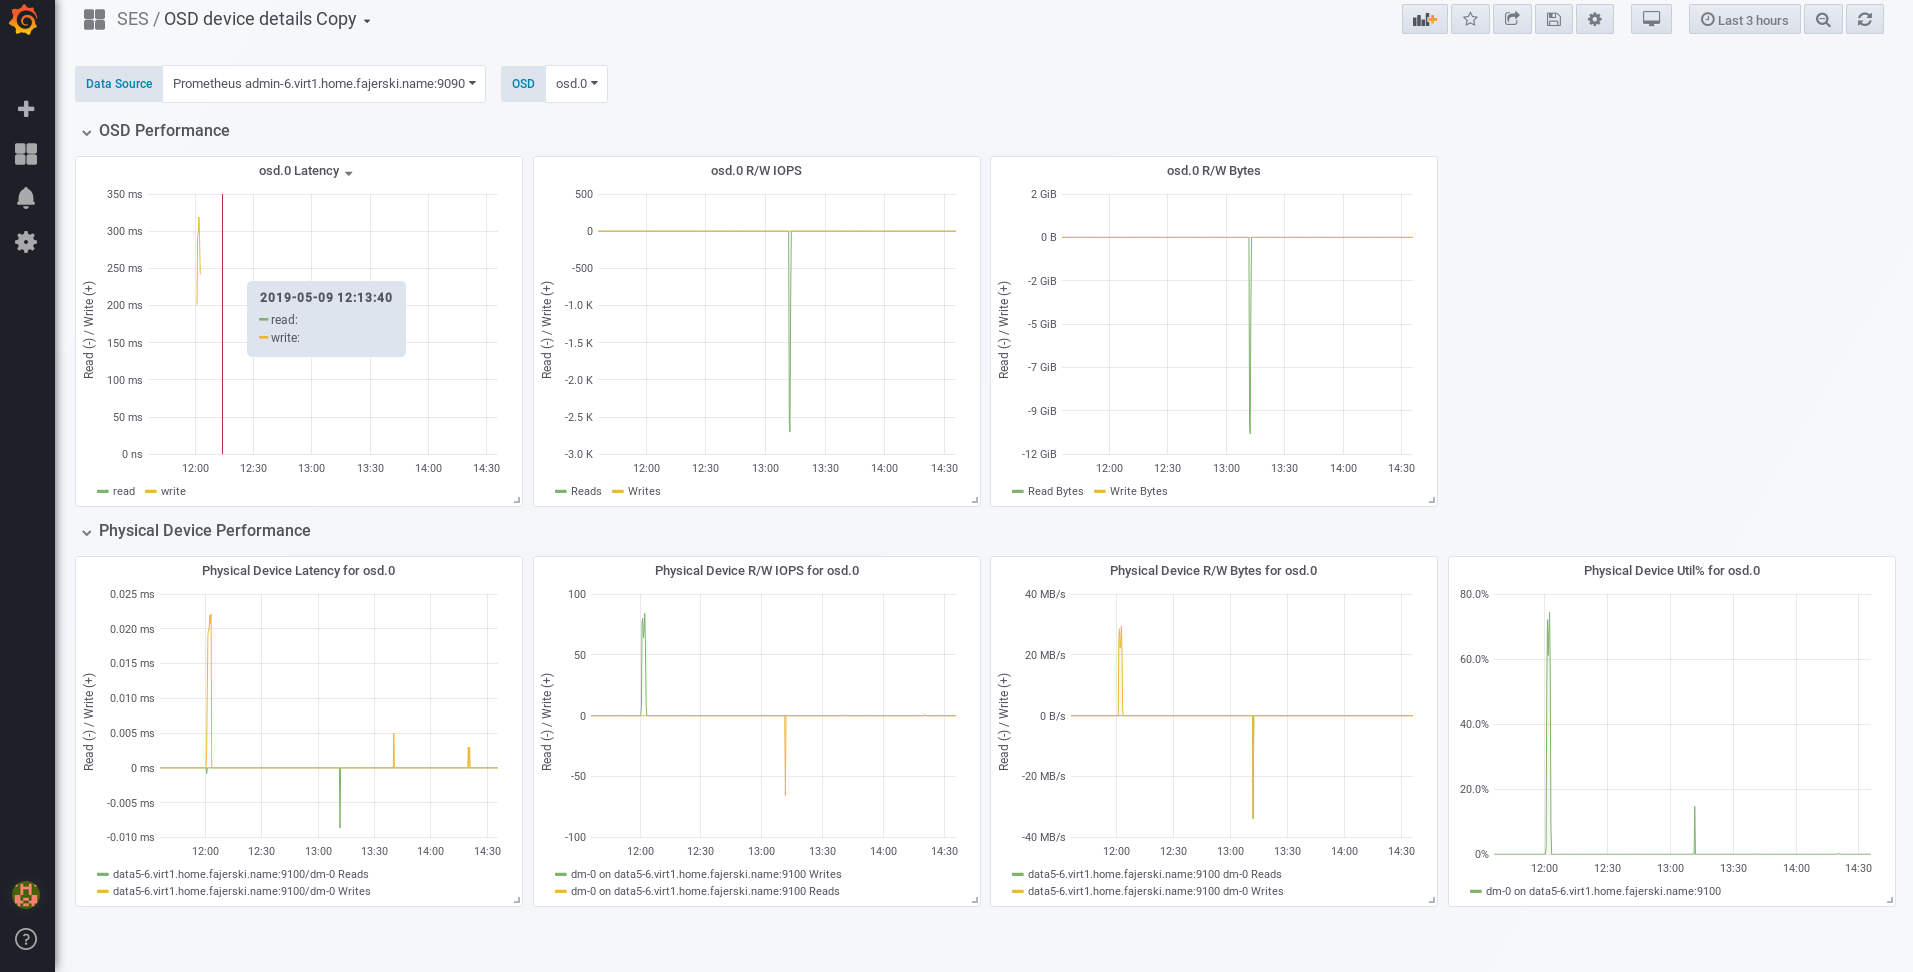 SES / OSD device details Copy
Last 3 hours
Data Source Prometheus admin-6.virt1.home.fajerski.name:9090 OSD osd.0
OSD Performance
osd.0 Latency
350 ms
300 ms
250 ms
200 ms
150 ms
100 ms
50 ms
0 ns
Read (-) / Write (+)
12:00 12:30 13:00 13:30 14:00 14:30
read write
2019-05-09 12:13:40
read:
write:
osd.0 R/W IOPS
500
0
-500
-1.0 K
-1.5 K
-2.0 K
-2.5 K
-3.0 K
Read (-) / Write (+)
12:00 12:30 13:00 13:30 14:00 14:30
Reads Writes
osd.0 R/W Bytes
2 GiB
0 B
-2 GiB
-5 GiB
-7 GiB
-9 GiB
-12 GiB
Read (-) / Write (+)
12:00 12:30 13:00 13:30 14:00 14:30
Read Bytes Write Bytes
Physical Device Performance
Physical Device Latency for osd.0
0.025 ms
0.020 ms
0.015 ms
0.010 ms
0.005 ms
0 ms
-0.005 ms
-0.010 ms
Read (-) / Write (+)
12:00 12:30 13:00 13:30 14:00 14:30
data5-6.virt1.home.fajerski.name:9100/dm-0 Reads
data5-6.virt1.home.fajerski.name:9100/dm-0 Writes
Physical Device R/W IOPS for osd.0
100
50
0
-50
-100
Read (-) / Write (+)
12:00 12:30 13:00 13:30 14:00 14:30
dm-0 on data5-6.virt1.home.fajerski.name:9100 Writes
dm-0 on data5-6.virt1.home.fajerski.name:9100 Reads
Physical Device R/W Bytes for osd.0
40 MB/s
20 MB/s
0 B/s
-20 MB/s
-40 MB/s
Read (-) / Write (+)
12:00 12:30 13:00 13:30 14:00 14:30
data5-6.virt1.home.fajerski.name:9100 dm-0 Reads
data5-6.virt1.home.fajerski.name:9100 dm-0 Writes
Physical Device Util% for osd.0
80.0%
60.0%
40.0%
20.0%
0%
12:00 12:30 13:00 13:30 14:00 14:30
dm-0 on data5-6.virt1.home.fajerski.name:9100